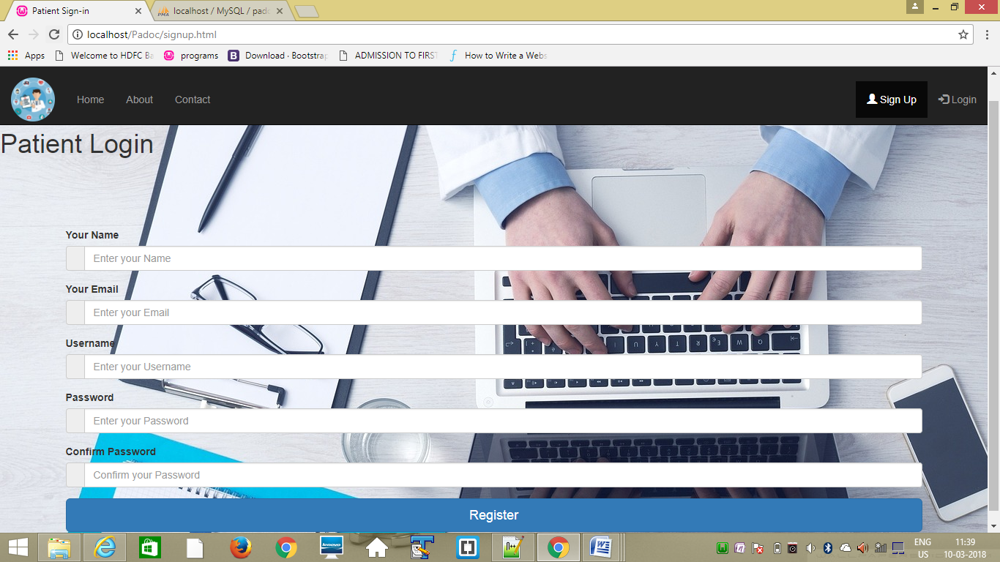 Patient Sign-in
localhost / MySQL / pado
localhost/Padoc/signup.html
Apps Welcome to HDFC Ba programs B Download · Bootstrap ADMISSION TO FIRST How to Write a Webs
Home About Contact Sign Up Login
Patient Login
Your Name
Enter your Name
Your Email
Enter your Email
Username
Enter your Username
Password
Enter your Password
Confirm Password
Confirm your Password
Register
ENG 11:39
US 10-03-2018